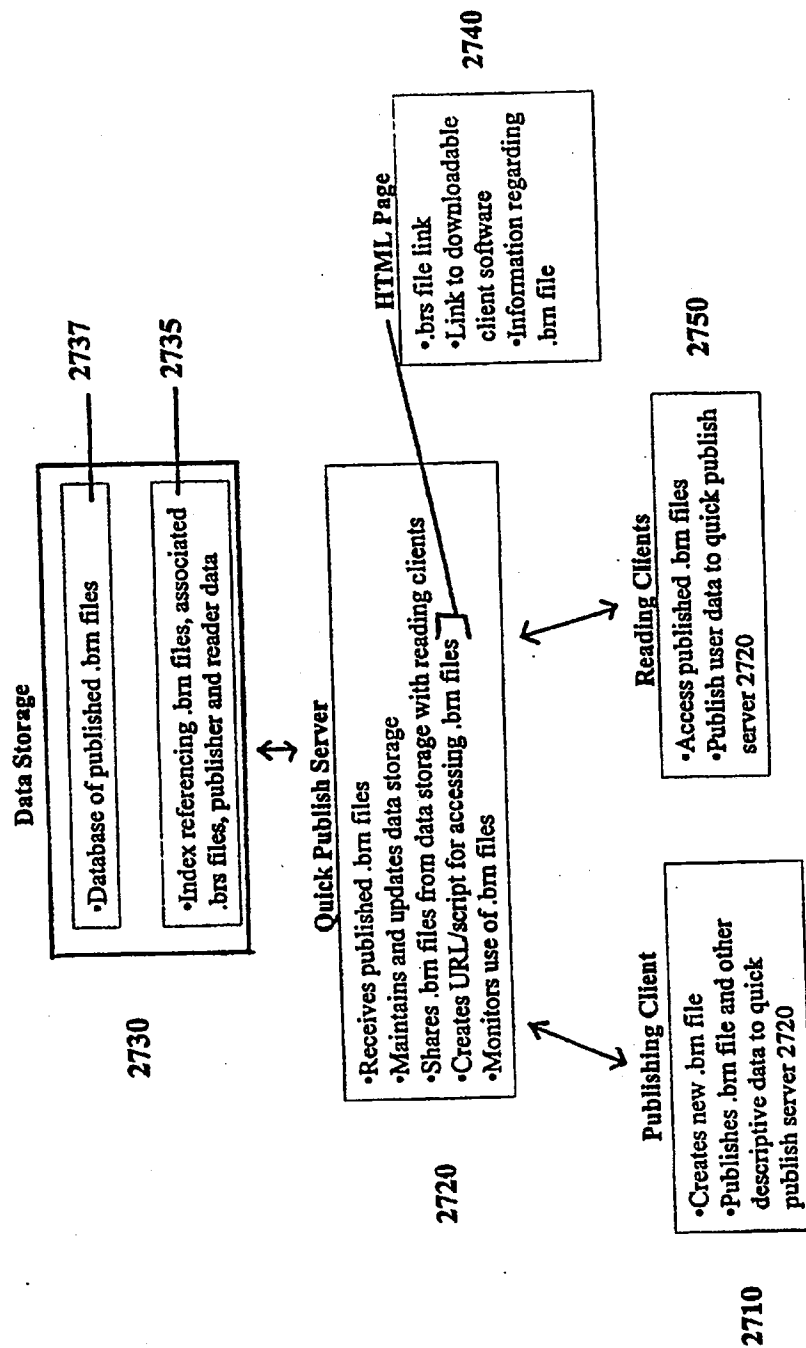 Data Storage
•Database of published .brn files
2737
•Index referencing .brn files, associated
.brs files, publisher and reader data
2735
2730
Quick Publish Server
•Receives published .brn files
•Maintains and updates data storage
•Shares .brn files from data storage with reading clients
•Creates URL/script for accessing .brn files
•Monitors use of .brn files
2720
HTML Page
•.brs file link
•Link to downloadable
client software
•Information regarding
.brn file
2740
Publishing Client
•Creates new .brn file
•Publishes .brn file and other
descriptive data to quick
publish server 2720
2710
Reading Clients
•Access published .brn files
•Publish user data to quick publish
server 2720
2750